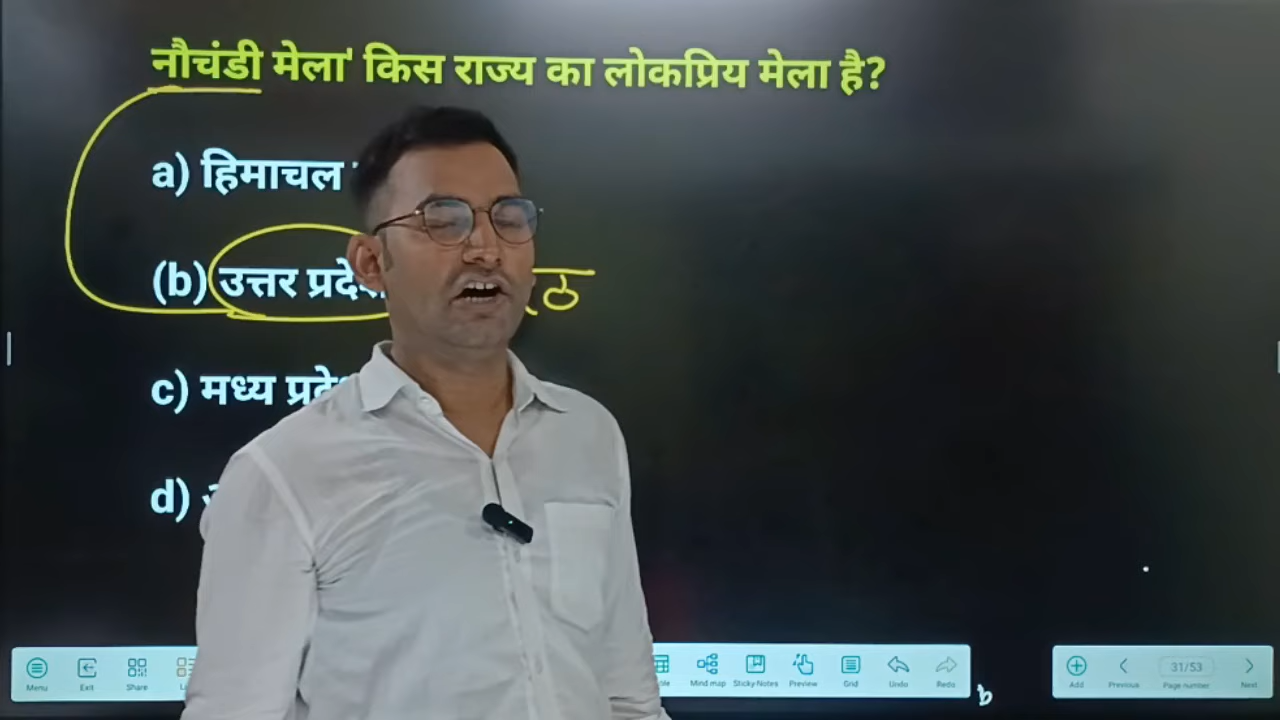 नौचंडी मेला' किस राज्य का लोकप्रिय मेला है?
a) हिमाचल
(b) उत्तर प्रदेश
c) मध्य प्रदे
d)
ठ
Menu Exit Share Mind map Sticky Notes Preview Grid Undo Redo Add Previous 31/53 Page number Next
b